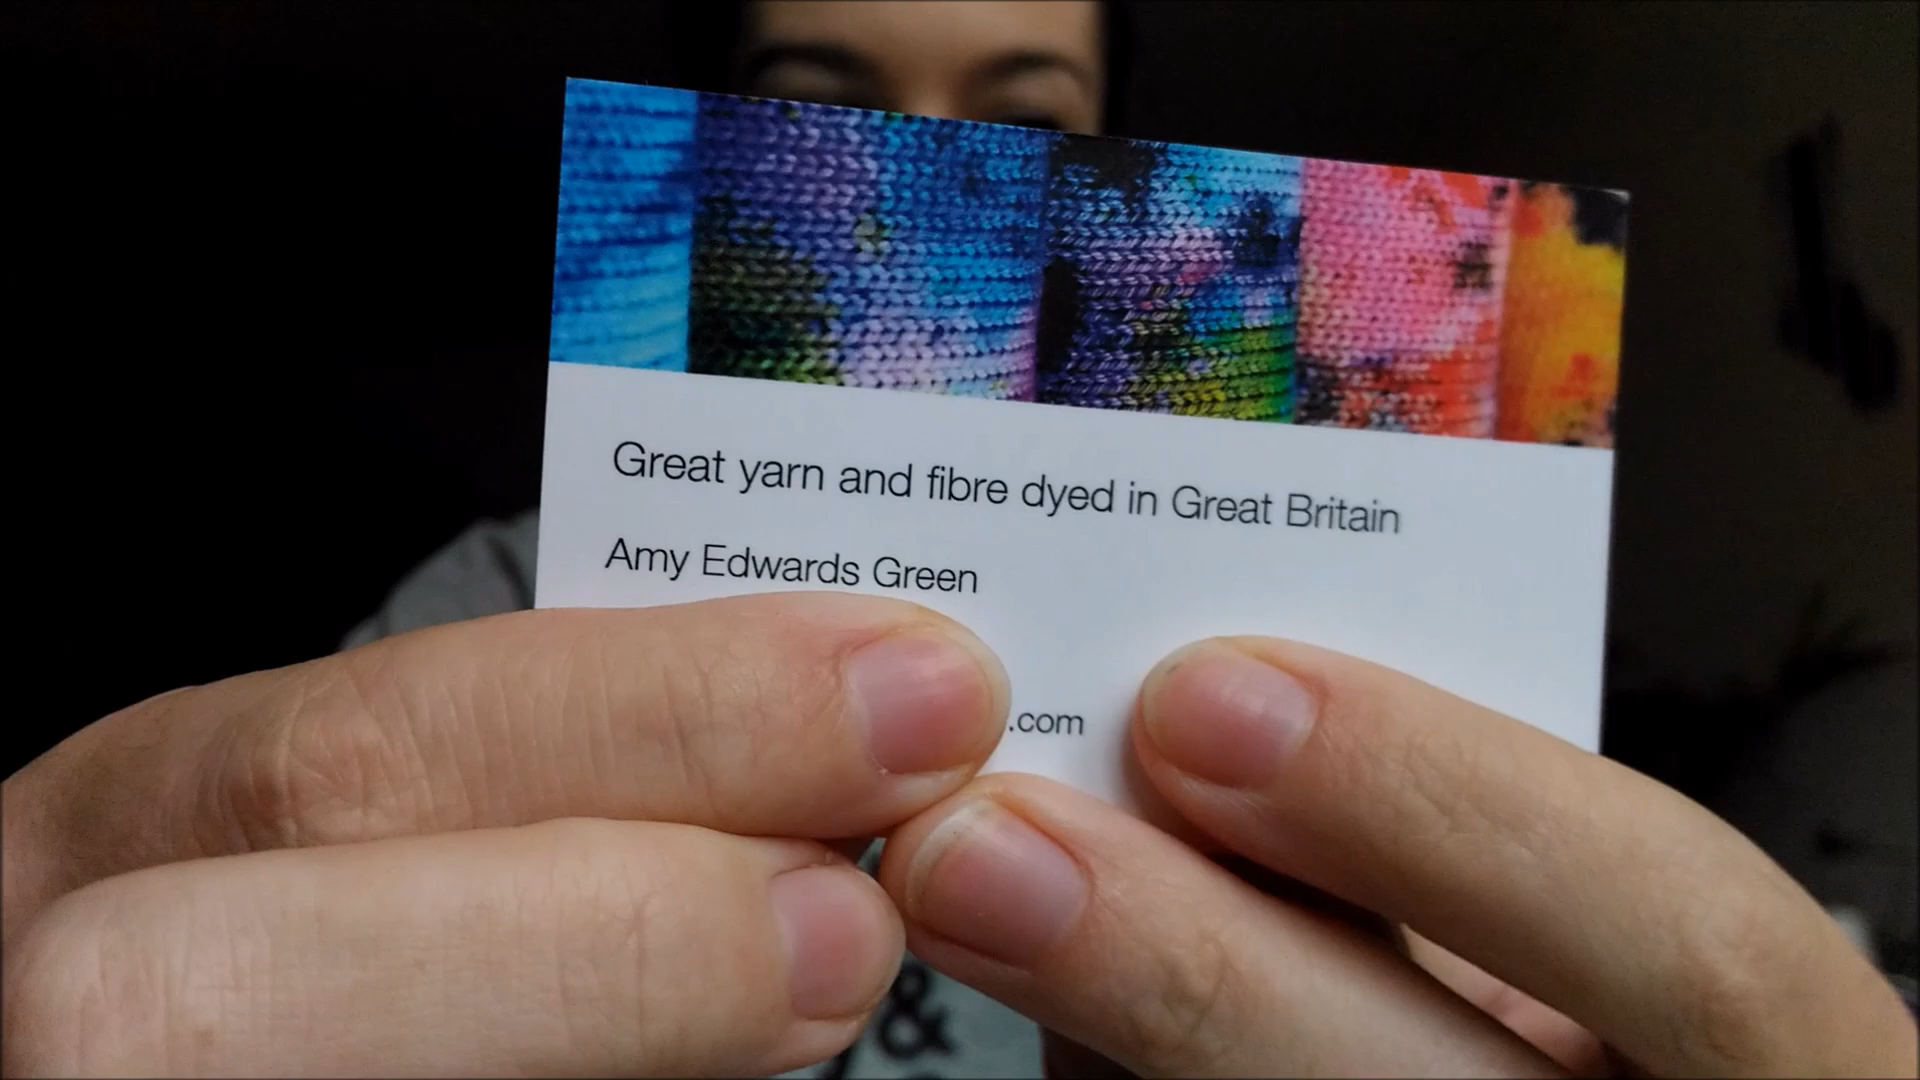 Great yarn and fibre dyed in Great Britain
Amy Edwards Green
.com
&